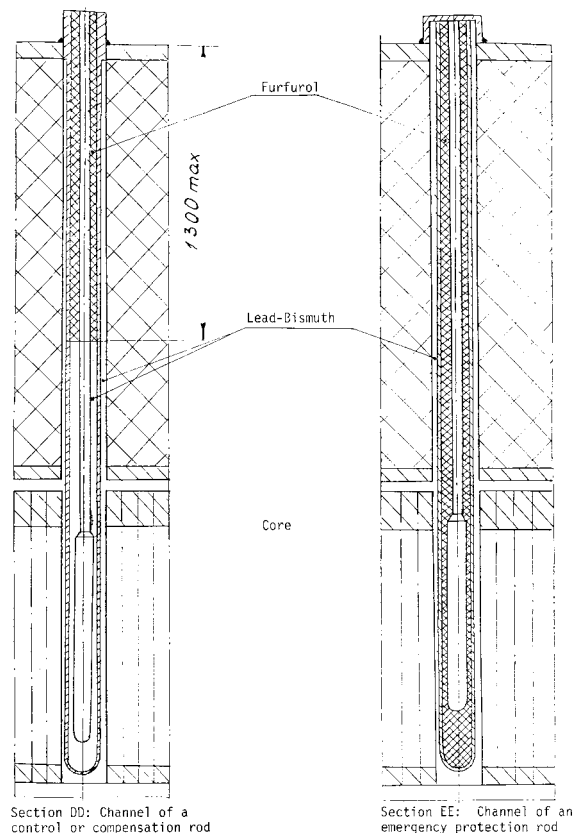 Furfurol
1300 max
Lead-Bismuth
Core
Section DD: Channel of a
control or compensation rod
Section EE: Channel of an
emergency protection rod